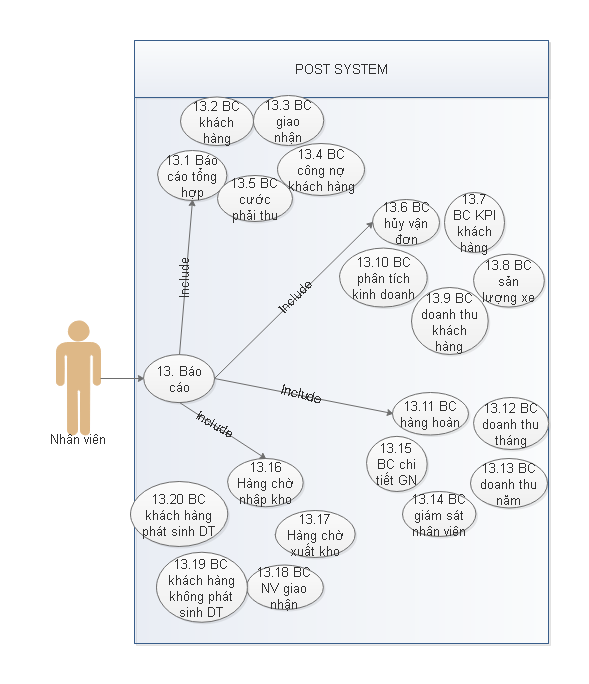 POST SYSTEM
13.2 BC
khách
hàng
13.3 BC
giao
nhận
13.1 Báo
cáo tổng
hợp
13.4 BC
công nợ
khách hàng
13.5 BC
cước
phải thu
13.6 BC
hủy vận
đơn
13.7
BC KPI
khách
hàng
13.10 BC
phân tích
kinh doanh
13.8 BC
sản
lượng xe
13.9 BC
doanh thu
khách
hàng
Include
Include
13. Báo
cáo
Include
Include
Nhân viên
13.11 BC
hàng hoàn
13.12 BC
doanh thu
tháng
13.15
BC chi
tiết GN
13.13 BC
doanh thu
năm
13.14 BC
giám sát
nhân viên
13.16
Hàng chờ
nhập kho
13.20 BC
khách hàng
phát sinh DT
13.17
Hàng chờ
xuất kho
13.19 BC
khách hàng
không phát
sinh DT
13.18 BC
NV giao
nhận